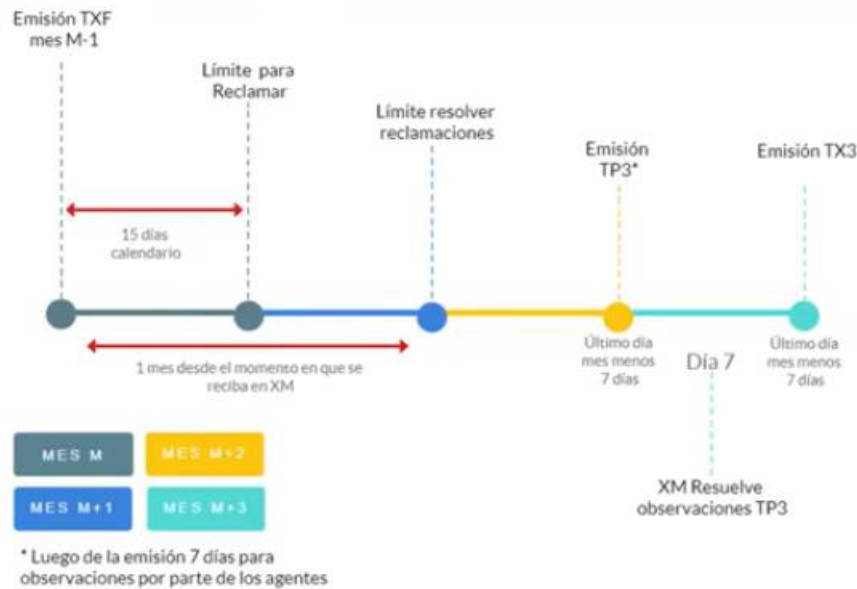 Emisión TXF
mes M-1
Límite para
Reclamar
Límite resolver
reclamaciones
Emisión
TP3*
Emisión TX3
15 días
calendario
1 mes desde el momento en que se
reciba en XM
Último día
mes menos
7 días
Día 7
Último día
mes menos
7 días
XM Resuelve
observaciones TP3
MES M
MES M+2
MES M+1
MES M+3
* Luego de la emisión 7 días para
observaciones por parte de los agentes